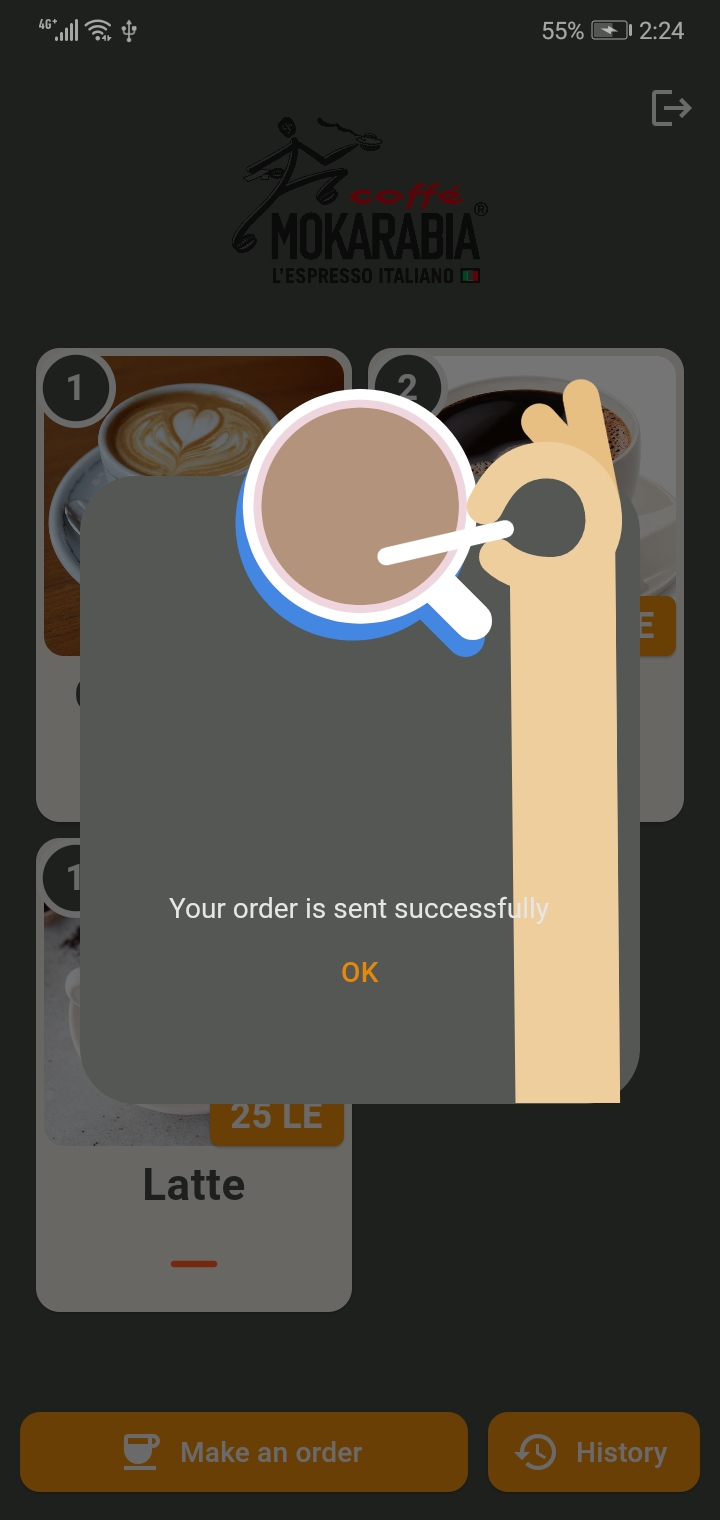 4G+
55% 2:24
coffé
MOKARABIA®
L'ESPRESSO ITALIANO
1
2
E
Your order is sent successfully
OK
1
25 LE
Latte
Make an order
History